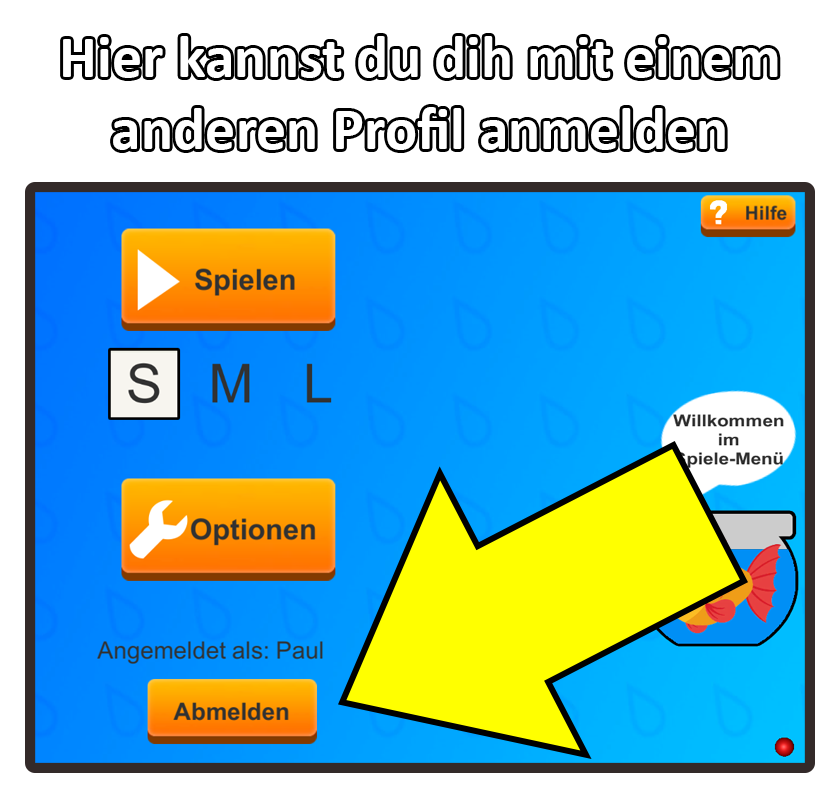 Hier kannst du dih mit einem
anderen Profil anmelden
? Hilfe
Spielen
S M L
Willkommen
im
piele-Menü
Optionen
Angemeldet als: Paul
Abmelden